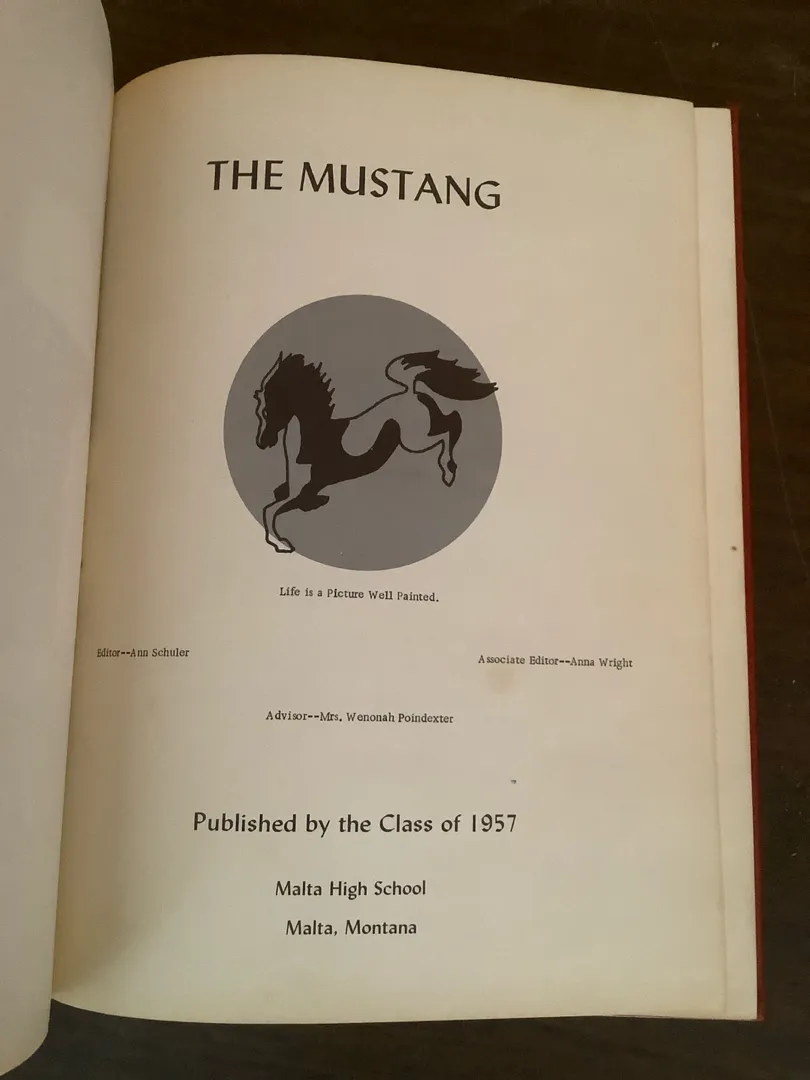 THE MUSTANG
Life is a Picture Well Painted.
Editor--Ann Schuler
Associate Editor--Anna Wright
Advisor--Mrs. Wenonah Poindexter
Published by the Class of 1957
Malta High School
Malta, Montana